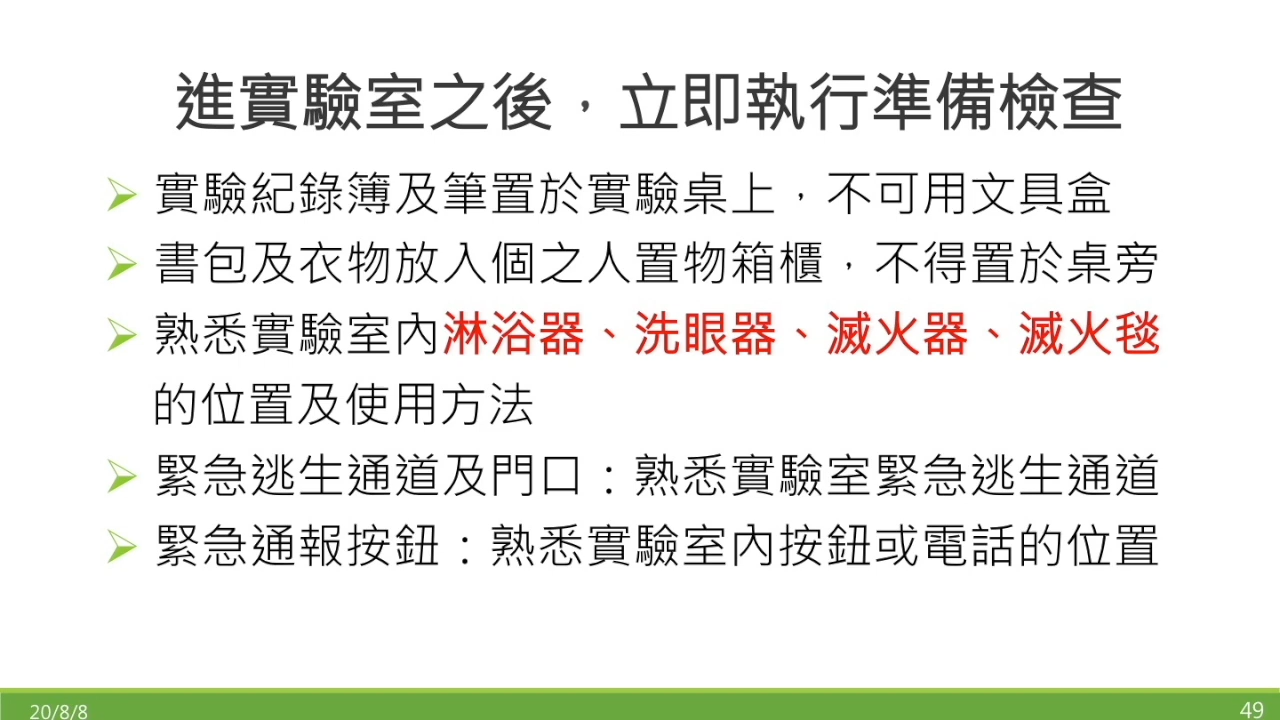 進實驗室之後，立即執行準備檢查
實驗紀錄簿及筆置於實驗桌上，不可用文具盒
書包及衣物放入個之人置物箱櫃，不得置於桌旁
熟悉實驗室內淋浴器、洗眼器、滅火器、滅火毯
的位置及使用方法
緊急逃生通道及門口：熟悉實驗室緊急逃生通道
緊急通報按鈕：熟悉實驗室內按鈕或電話的位置
20/8/8
49